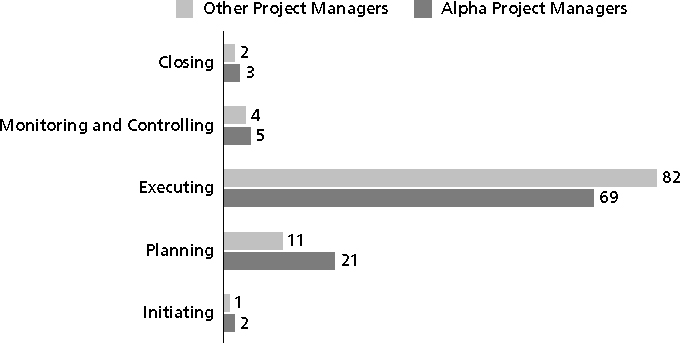 Other Project Managers Alpha Project Managers
Closing 2
3
Monitoring and Controlling 4
5
Executing 82
69
Planning 11
21
Initiating 1
2